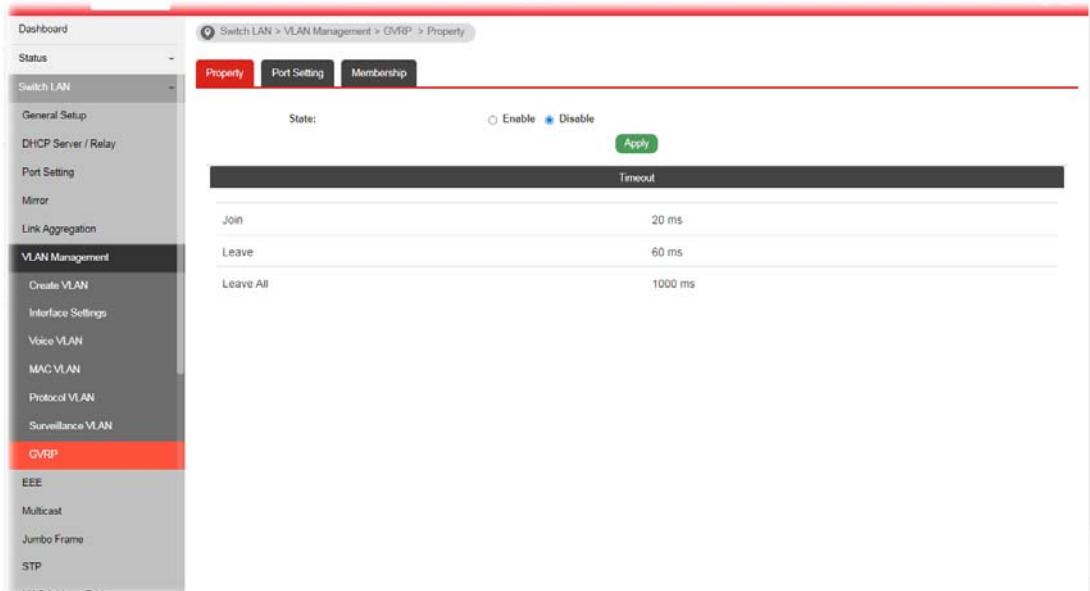 Dashboard
Switch LAN > VLAN Management > GVRP > Property
Status
Property Port Setting Membership
Switch LAN
General Setup
State: Enable Disable
DHCP Server / Relay
Apply
Port Setting
Timeout
Mirror
Join 20 ms
Link Aggregation
Leave 60 ms
VLAN Management
Leave All 1000 ms
Create VLAN
Interface Settings
Voice VLAN
MAC VLAN
Protocol VLAN
Surveillance VLAN
GVRP
EEE
Multicast
Jumbo Frame
STP